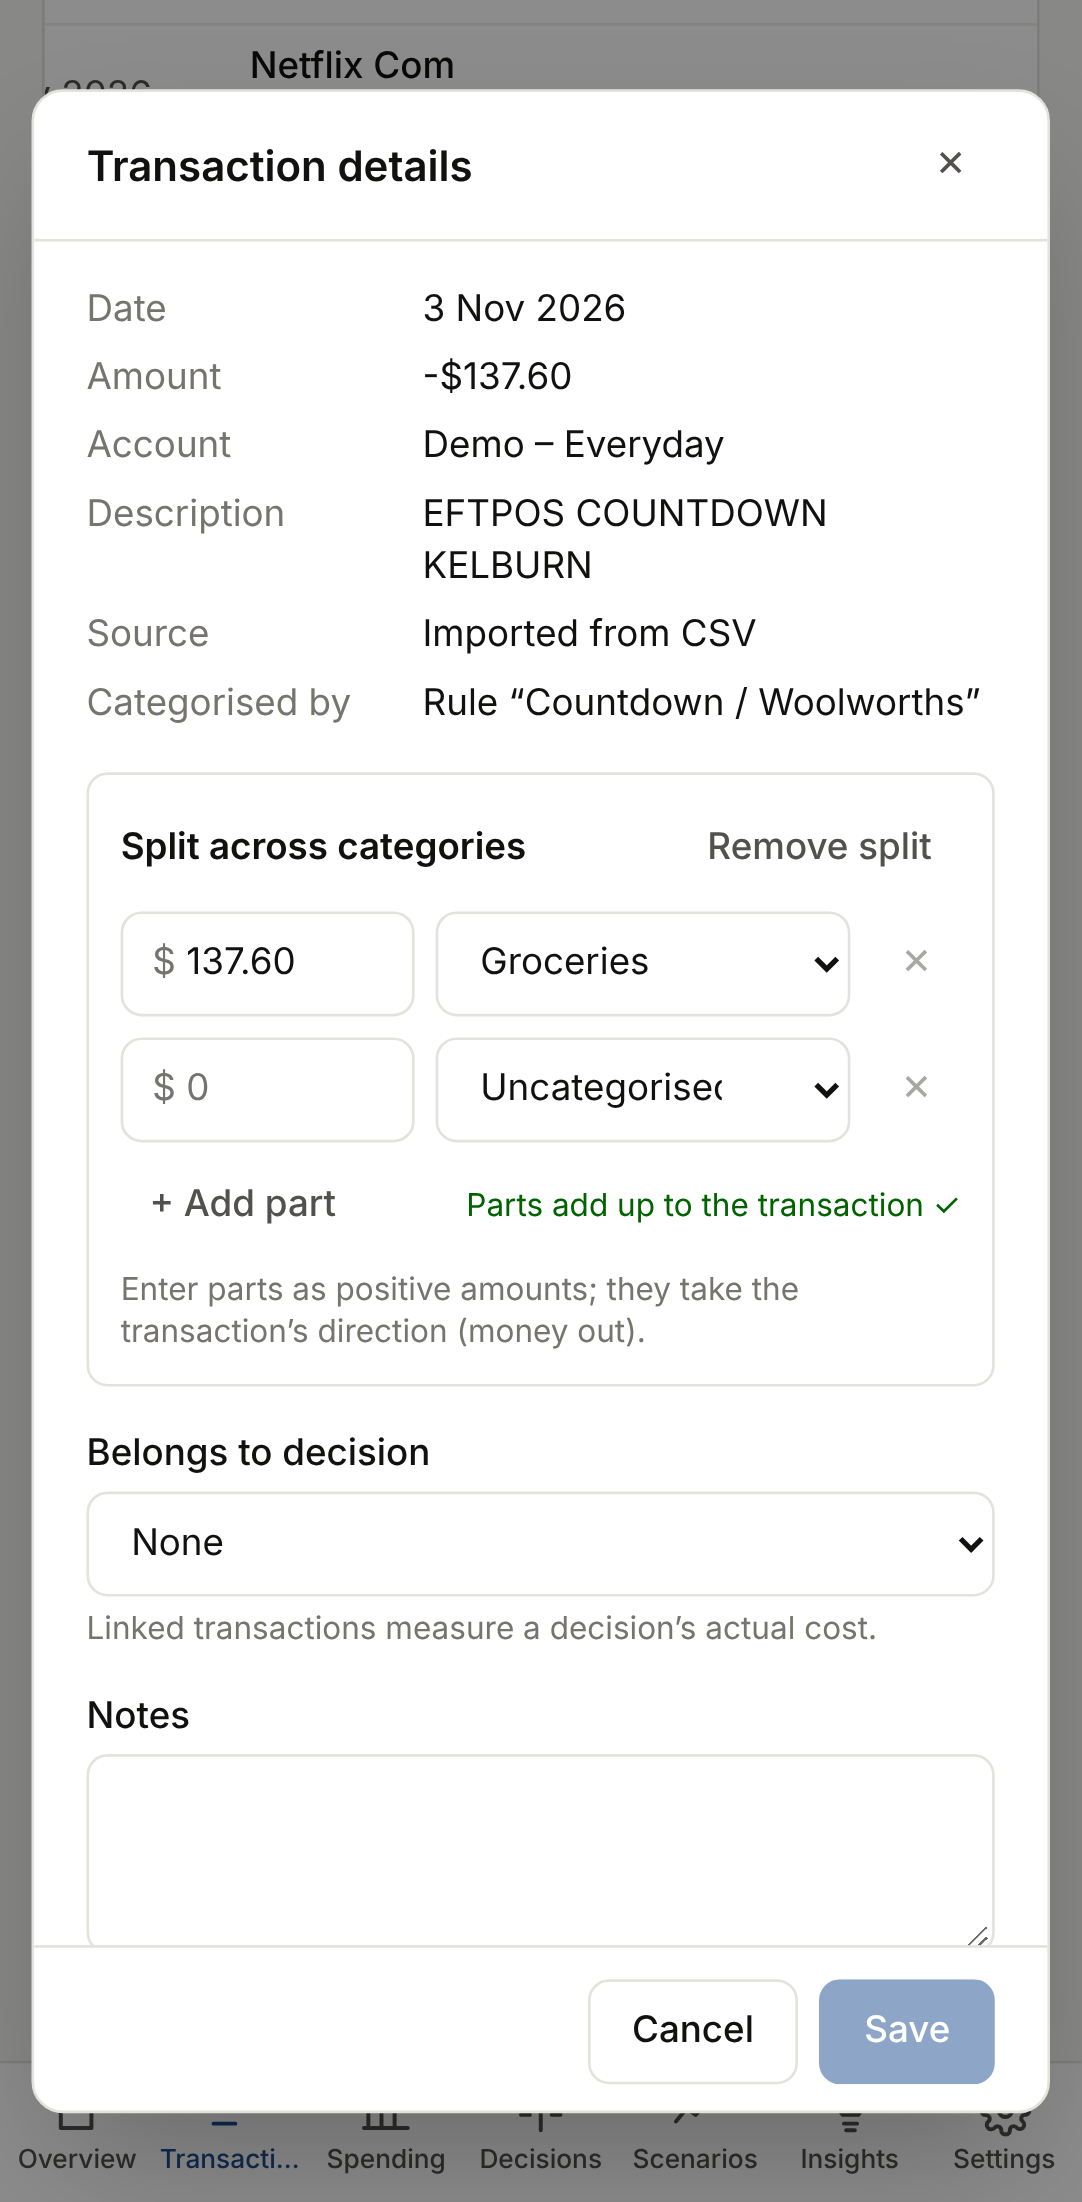 Netflix Com
Transaction details
Date 3 Nov 2026
Amount -$137.60
Account Demo – Everyday
Description EFTPOS COUNTDOWN
KELBURN
Source Imported from CSV
Categorised by Rule “Countdown / Woolworths”
Split across categories Remove split
$ 137.60 Groceries
$ 0 Uncategorised
+ Add part Parts add up to the transaction ✓
Enter parts as positive amounts; they take the
transaction’s direction (money out).
Belongs to decision
None
Linked transactions measure a decision’s actual cost.
Notes
Cancel Save
Overview Transacti... Spending Decisions Scenarios Insights Settings